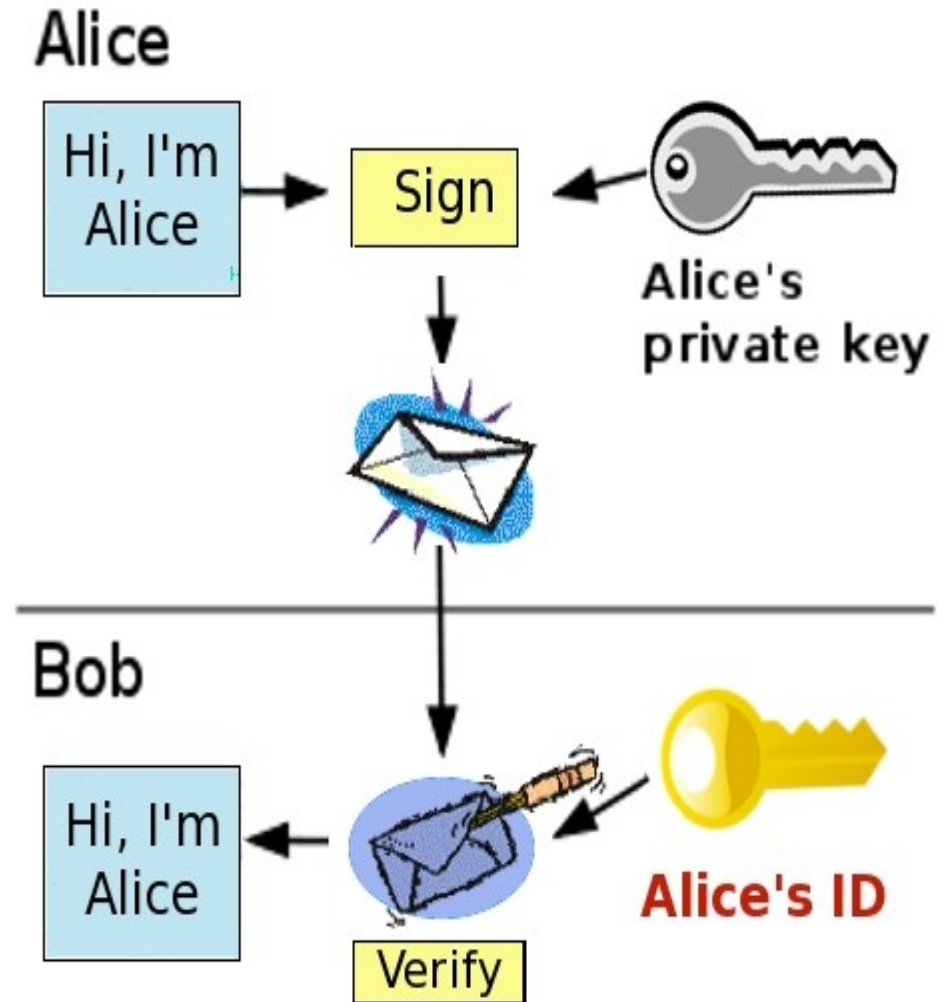 Alice
Hi, I'm
Alice
Sign
Alice's
private key
Bob
Hi, I'm
Alice
Alice's ID
Verify